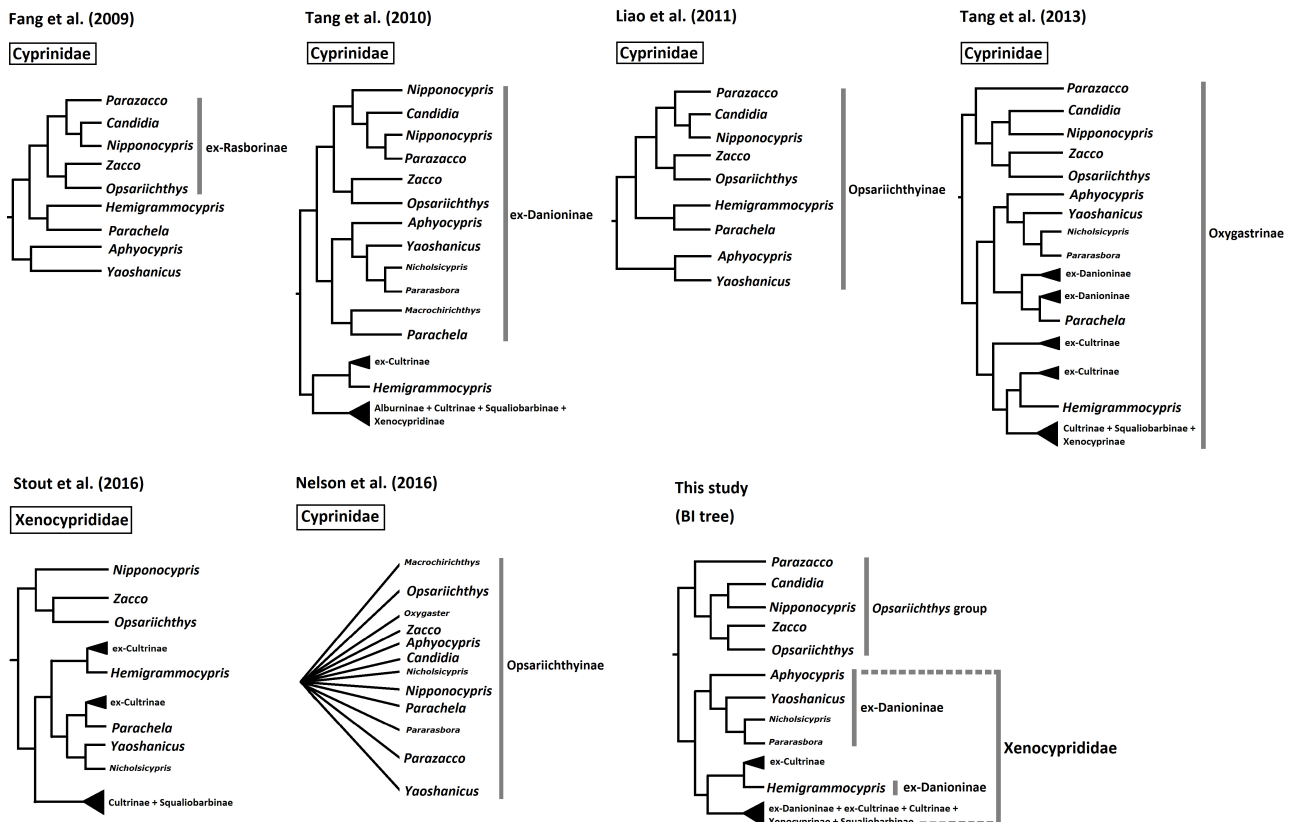 Fang et al. (2009)
Cyprinidae
Parazacco
Candidia
Nipponocypris
Zacco
Opsariichthys
ex-Rasborinae
Hemigrammocypris
Parachela
Aphyocypris
Yaoshanicus
Tang et al. (2010)
Cyprinidae
Nipponocypris
Candidia
Nipponocypris
Parazacco
Zacco
Opsariichthys
Aphyocypris
Yaoshanicus
Nicholsicypris
Pararasbora
Macrochirichthys
Parachela
ex-Danioninae
ex-Cultrinae
Hemigrammocypris
Alburninae + Cultrinae + Squaliobarbinae +
Xenocypridinae
Liao et al. (2011)
Cyprinidae
Parazacco
Candidia
Nipponocypris
Zacco
Opsariichthys
Hemigrammocypris
Parachela
Aphyocypris
Yaoshanicus
Opsariichthyinae
Tang et al. (2013)
Cyprinidae
Parazacco
Candidia
Nipponocypris
Zacco
Opsariichthys
Aphyocypris
Yaoshanicus
Nicholsicypris
Pararasbora
ex-Danioninae
ex-Danioninae
Parachela
ex-Cultrinae
ex-Cultrinae
Hemigrammocypris
Cultrinae + Squaliobarbinae +
Xenocyprinae
Oxygastrinae
Stout et al. (2016)
Xenocyprididae
Nipponocypris
Zacco
Opsariichthys
ex-Cultrinae
Hemigrammocypris
ex-Cultrinae
Parachela
Yaoshanicus
Nicholsicypris
Cultrinae + Squaliobarbinae
Nelson et al. (2016)
Cyprinidae
Macrochirichthys
Opsariichthys
Oxygaster
Zacco
Aphyocypris
Candidia
Nicholsicypris
Nipponocypris
Parachela
Pararasbora
Parazacco
Yaoshanicus
Opsariichthyinae
This study
(BI tree)
Parazacco
Candidia
Nipponocypris
Zacco
Opsariichthys
Opsariichthys group
Aphyocypris
Yaoshanicus
Nicholsicypris
Pararasbora
ex-Danioninae
ex-Cultrinae
Hemigrammocypris
ex-Danioninae
ex-Danioninae + ex-Cultrinae + Cultrinae +
Xenocyprinae + Squaliobarbinae
Xenocyprididae